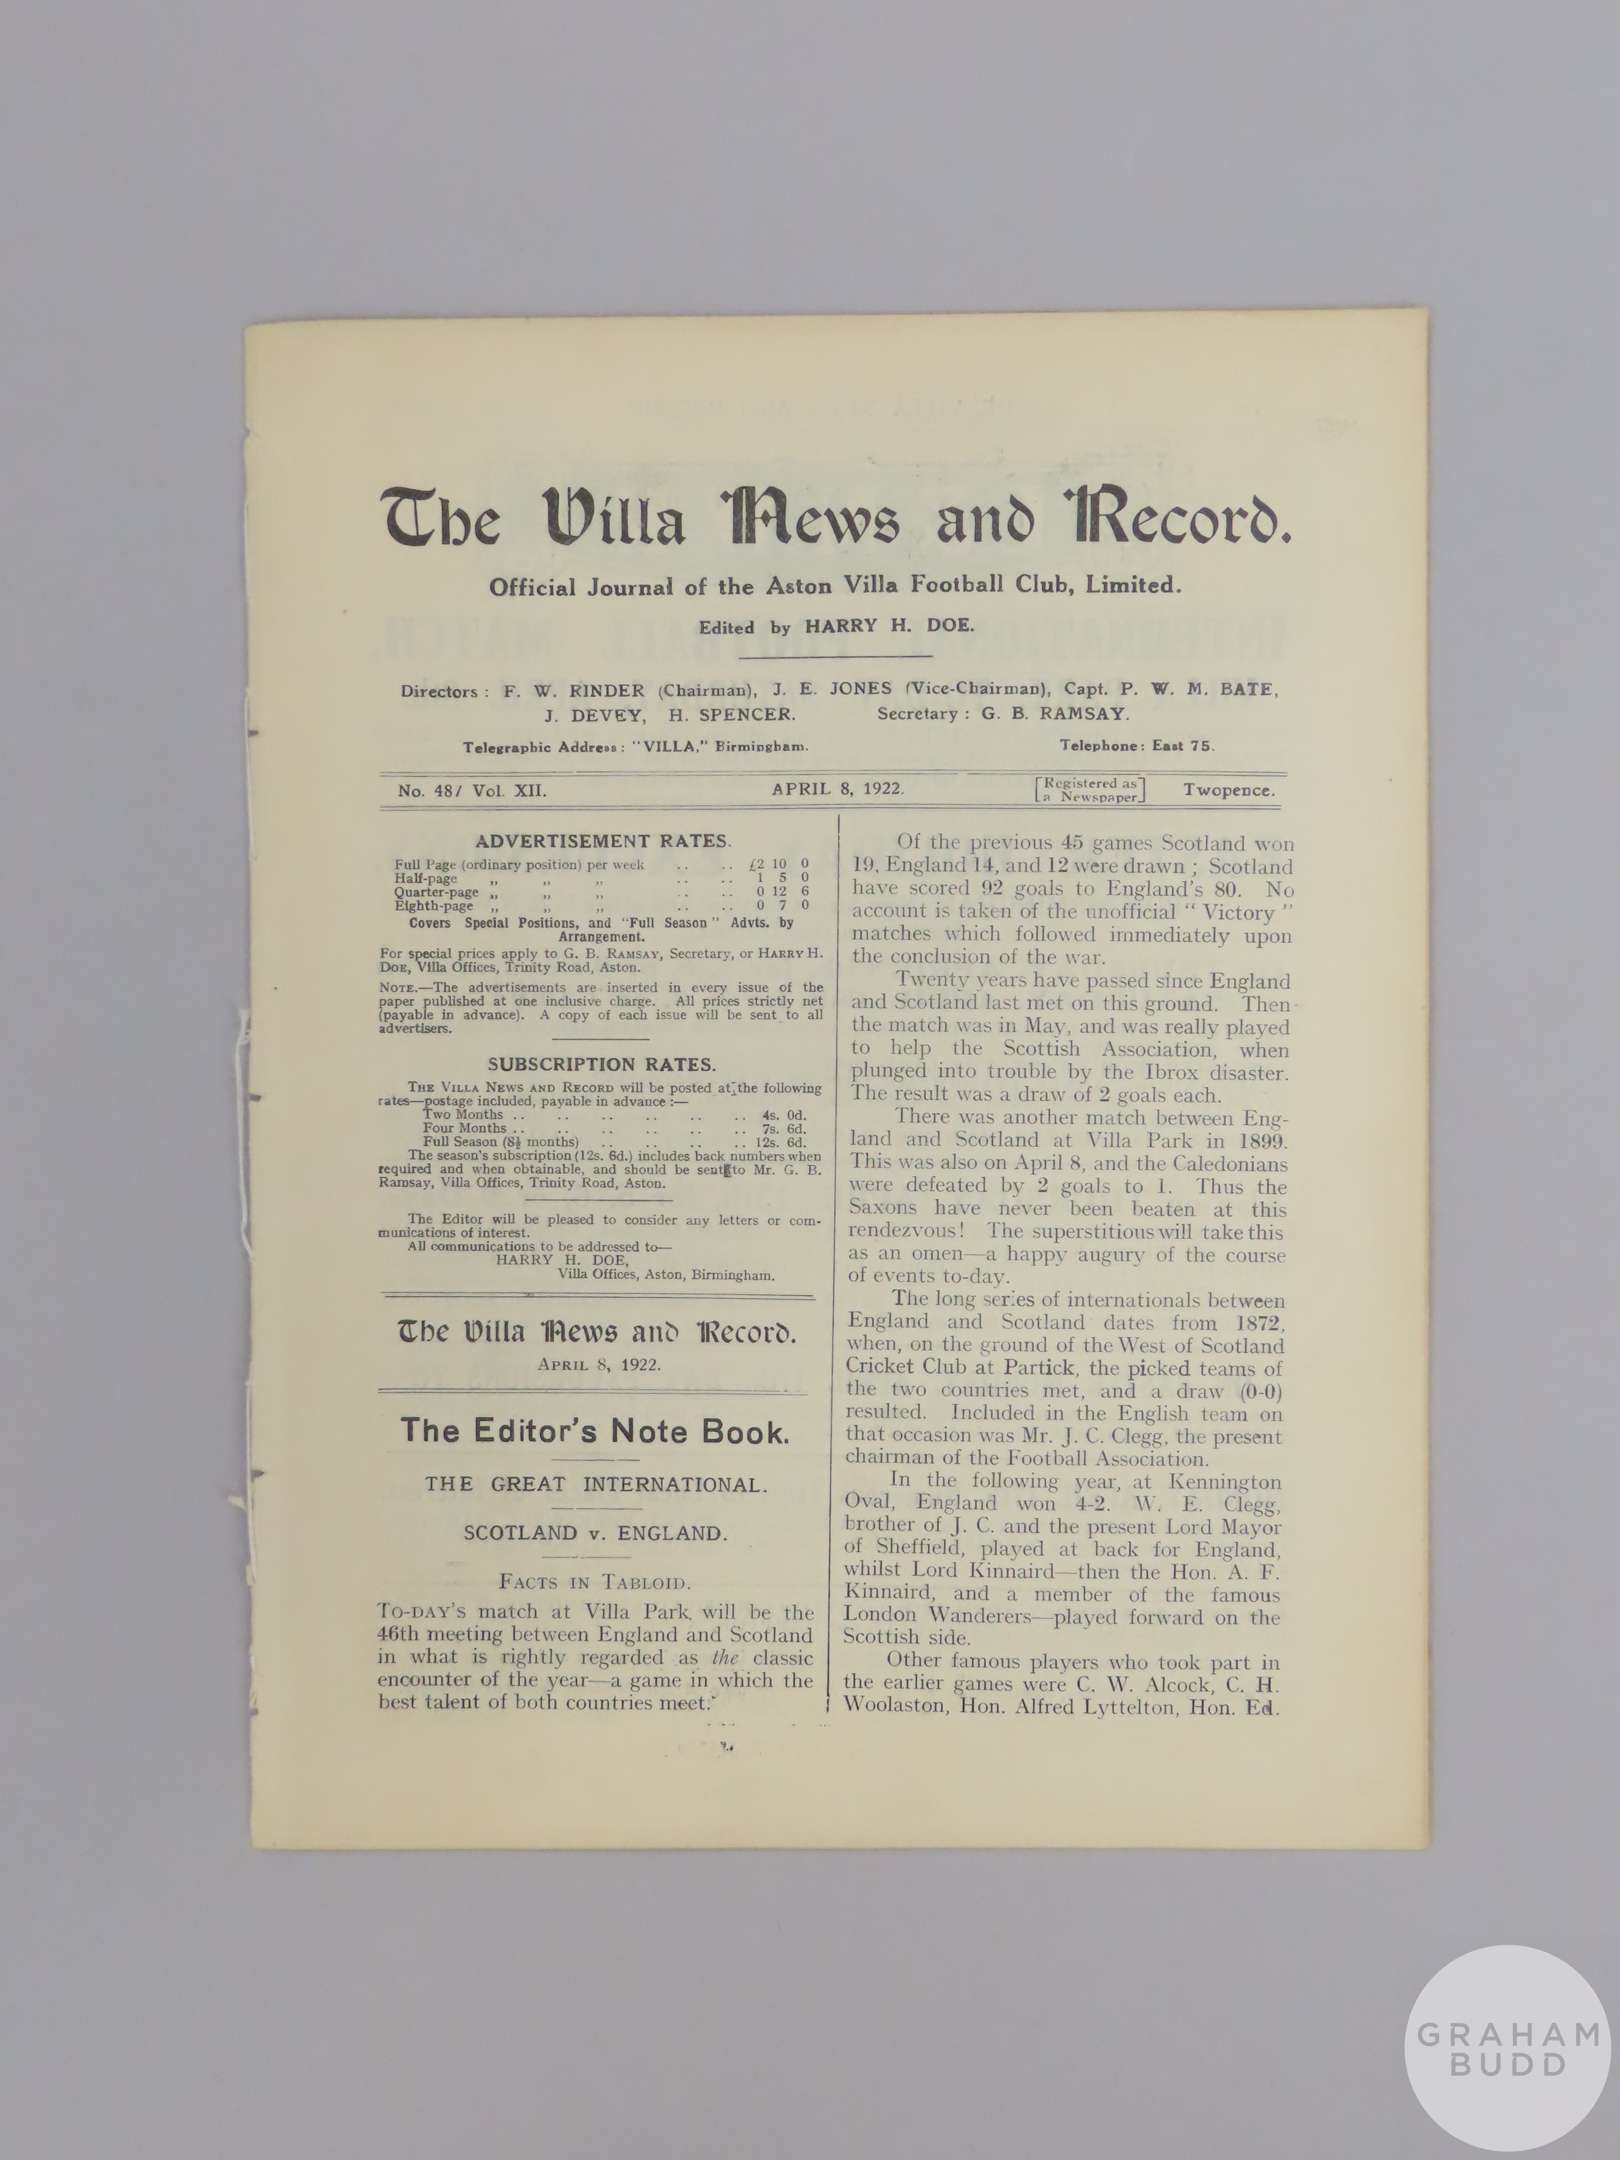 The Villa News and Record.
Official Journal of the Aston Villa Football Club, Limited.
Edited by HARRY H. DOE.
Directors : F. W. RINDER (Chairman), J. E. JONES (Vice-Chairman), Capt. P. W. M. BATE,
J. DEVEY, H. SPENCER. Secretary : G. B. RAMSAY.
Telegraphic Address : "VILLA," Birmingham. Telephone : East 75.
No. 487 Vol. XII. APRIL 8, 1922. [Registered as a Newspaper] Twopence.
ADVERTISEMENT RATES.
Full Page (ordinary position) per week .. .. £2 10 0
Half-page ,, ,, ,, .. .. 1 5 0
Quarter-page ,, ,, ,, .. .. 0 12 6
Eighth-page ,, ,, ,, .. .. 0 7 0
Covers Special Positions, and "Full Season" Advts. by
Arrangement.
For special prices apply to G. B. RAMSAY, Secretary, or HARRY H.
DOE, Villa Offices, Trinity Road, Aston.
NOTE.—The advertisements are inserted in every issue of the
paper published at one inclusive charge. All prices strictly net
(payable in advance). A copy of each issue will be sent to all
advertisers.
SUBSCRIPTION RATES.
THE VILLA NEWS AND RECORD will be posted at the following
rates—postage included, payable in advance :—
Two Months .. .. .. .. .. .. 4s. 0d.
Four Months .. .. .. .. .. .. 7s. 6d.
Full Season (8½ months) .. .. .. .. 12s. 6d.
The season's subscription (12s. 6d.) includes back numbers when
required and when obtainable, and should be sent to Mr. G. B.
Ramsay, Villa Offices, Trinity Road, Aston.
The Editor will be pleased to consider any letters or com-
munications of interest.
All communications to be addressed to—
HARRY H. DOE,
Villa Offices, Aston, Birmingham.
The Villa News and Record.
APRIL 8, 1922.
The Editor's Note Book.
THE GREAT INTERNATIONAL.
SCOTLAND v. ENGLAND.
FACTS IN TABLOID.
TO-DAY'S match at Villa Park will be the
46th meeting between England and Scotland
in what is rightly regarded as the classic
encounter of the year—a game in which the
best talent of both countries meet.
Of the previous 45 games Scotland won
19, England 14, and 12 were drawn ; Scotland
have scored 92 goals to England's 80. No
account is taken of the unofficial " Victory "
matches which followed immediately upon
the conclusion of the war.
Twenty years have passed since England
and Scotland last met on this ground. Then
the match was in May, and was really played
to help the Scottish Association, when
plunged into trouble by the Ibrox disaster.
The result was a draw of 2 goals each.
There was another match between Eng-
land and Scotland at Villa Park in 1899.
This was also on April 8, and the Caledonians
were defeated by 2 goals to 1. Thus the
Saxons have never been beaten at this
rendezvous! The superstitious will take this
as an omen—a happy augury of the course
of events to-day.
The long series of internationals between
England and Scotland dates from 1872,
when, on the ground of the West of Scotland
Cricket Club at Partick, the picked teams of
the two countries met, and a draw (0-0)
resulted. Included in the English team on
that occasion was Mr. J. C. Clegg, the present
chairman of the Football Association.
In the following year, at Kennington
Oval, England won 4-2. W. E. Clegg,
brother of J. C. and the present Lord Mayor
of Sheffield, played at back for England,
whilst Lord Kinnaird—then the Hon. A. F.
Kinnaird, and a member of the famous
London Wanderers—played forward on the
Scottish side.
Other famous players who took part in
the earlier games were C. W. Alcock, C. H.
Woolaston, Hon. Alfred Lyttelton, Hon. Ed.
GRAHAM
BUDD